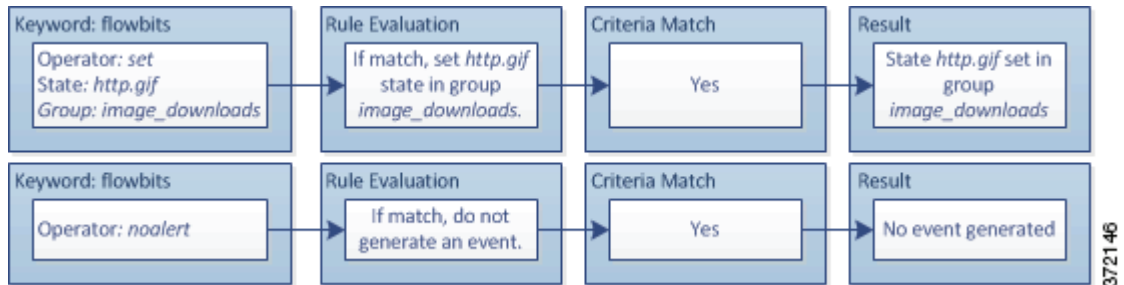 Keyword: flowbits
Operator: set
State: http.gif
Group: image_downloads
Rule Evaluation
If match, set http.gif
state in group
image_downloads.
Criteria Match
Yes
Result
State http.gif set in
group
image_downloads
Keyword: flowbits
Operator: noalert
Rule Evaluation
If match, do not
generate an event.
Criteria Match
Yes
Result
No event generated
372146